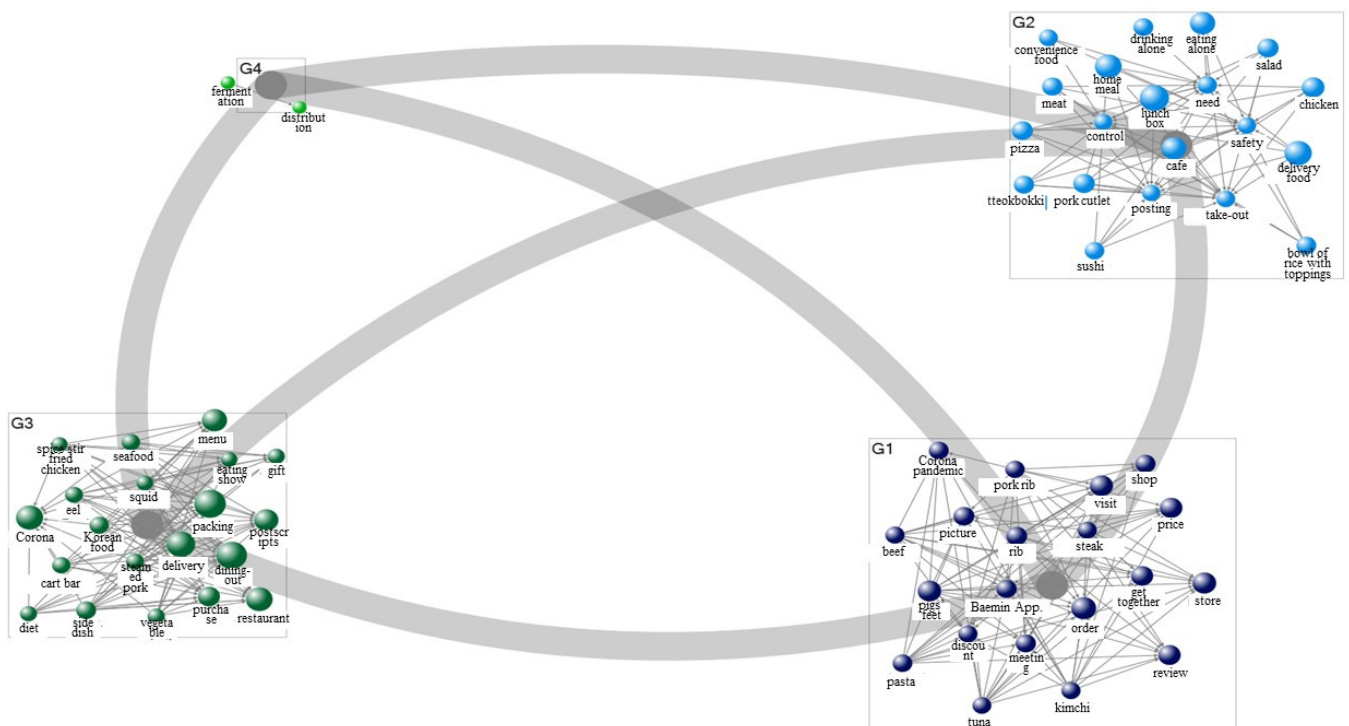 G4
ferment
ation
distribut
ion
G2
convenience
food
drinking
alone
eating
alone
salad
home
meal
meat
lunch
box
need
chicken
pizza
control
cafe
safety
delivery
food
tteokbokki
pork cutlet
posting
take-out
sushi
bowl of
rice with
toppings
G3
spice stir
fried
chicken
seafood
menu
eating
show
gift
squid
eel
packing
Corona
Korean
food
postscr
ipts
cart bar
steam
ed
pork
delivery
dining-
out
diet
side
dish
vegeta
ble
purcha
se
restaurant
G1
Corona
pandemic
pork rib
shop
visit
price
picture
beef
rib
steak
pigs
feet
Baemin App.
get
together
store
order
discou
nt
meetin
g
pasta
review
kimchi
tuna